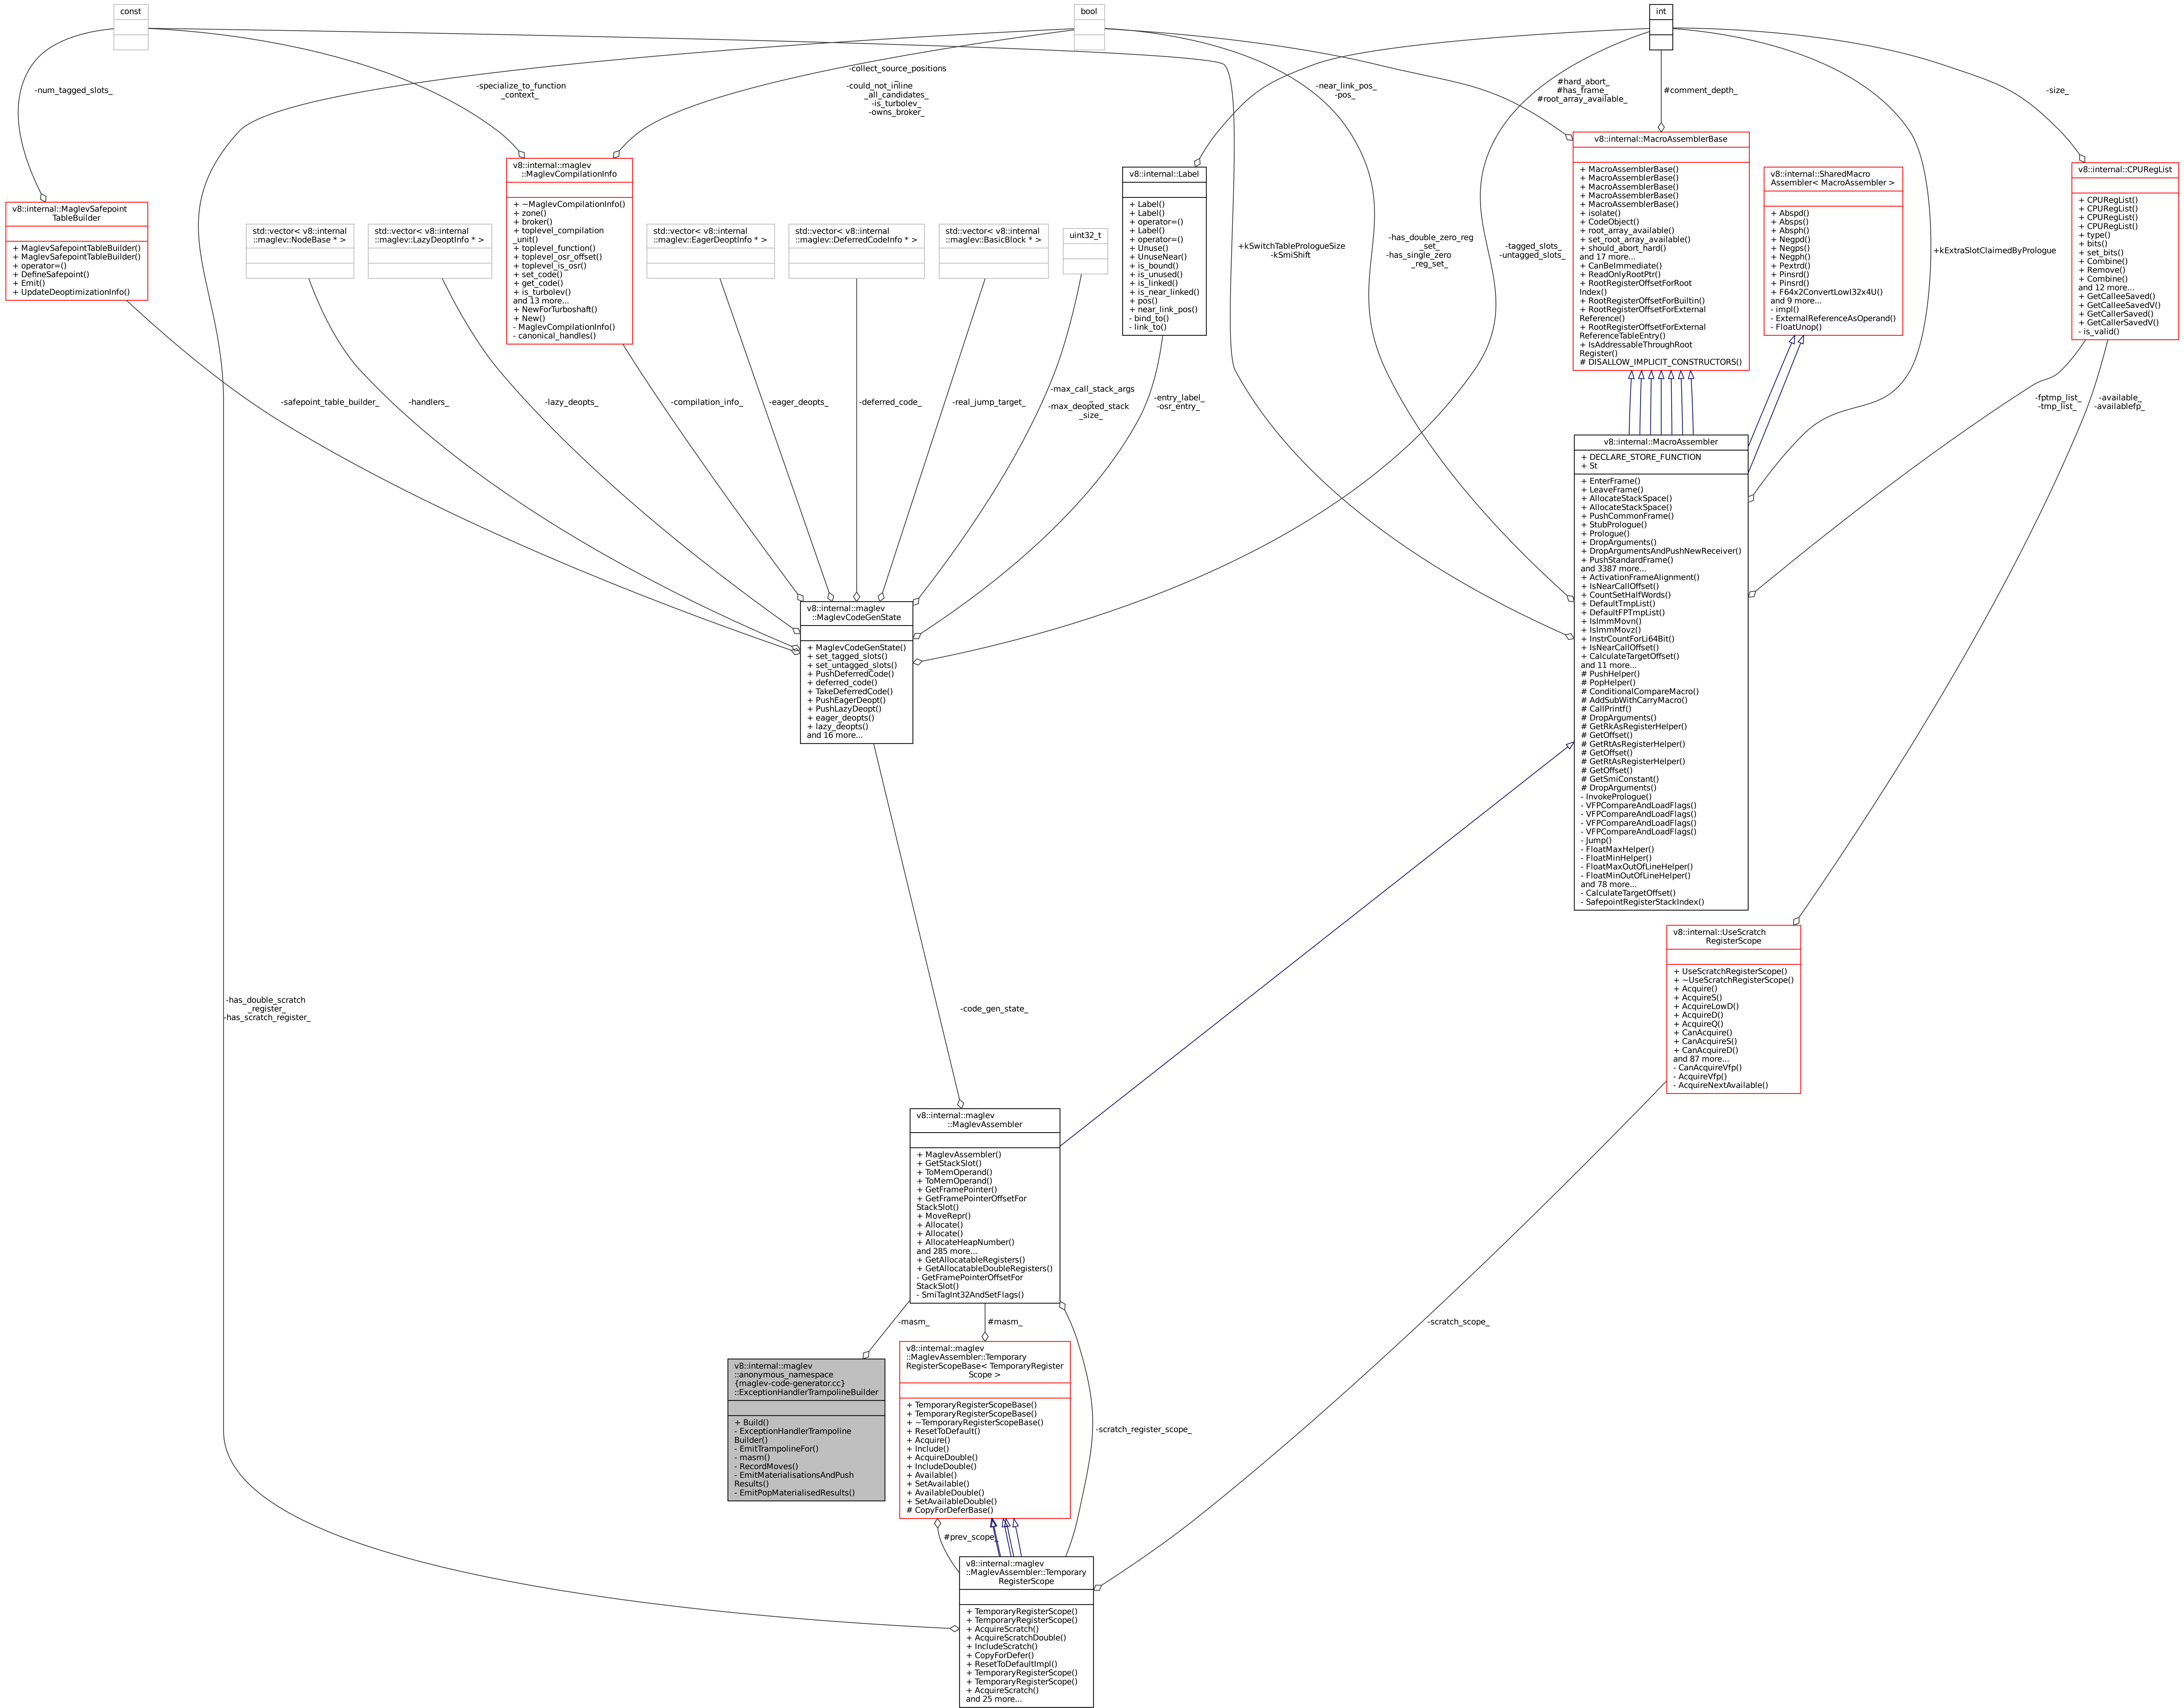 const
bool
int
-num_tagged_slots_
-specialize_to_function
_context_
-collect_source_positions
_
-could_not_inline
_all_candidates_
-is_turbolev_
-owns_broker_
-near_link_pos_
-pos_
#hard_abort_
#has_frame_
#root_array_available_
#comment_depth_
-size_
v8::internal::MaglevSafepoint
TableBuilder
+ MaglevSafepointTableBuilder()
+ MaglevSafepointTableBuilder()
+ operator=()
+ DefineSafepoint()
+ Emit()
+ UpdateDeoptimizationInfo()
std::vector< v8::internal
::maglev::NodeBase * >
std::vector< v8::internal
::maglev::LazyDeoptInfo * >
v8::internal::maglev
::MaglevCompilationInfo
+ ~MaglevCompilationInfo()
+ zone()
+ broker()
+ toplevel_compilation
_unit()
+ toplevel_function()
+ toplevel_osr_offset()
+ toplevel_is_osr()
+ set_code()
+ get_code()
+ is_turbolev()
and 13 more...
+ NewForTurboshaft()
+ New()
- MaglevCompilationInfo()
- canonical_handles()
std::vector< v8::internal
::maglev::EagerDeoptInfo * >
std::vector< v8::internal
::maglev::DeferredCodeInfo * >
std::vector< v8::internal
::maglev::BasicBlock * >
uint32_t
v8::internal::Label
+ Label()
+ Label()
+ operator=()
+ Label()
+ operator=()
+ Unuse()
+ UnuseNear()
+ is_bound()
+ is_unused()
+ is_linked()
+ is_near_linked()
+ pos()
+ near_link_pos()
- bind_to()
- link_to()
+kSwitchTablePrologueSize
-kSmiShift
-has_double_zero_reg
_set_
-has_single_zero
_reg_set_
-tagged_slots_
-untagged_slots_
v8::internal::MacroAssemblerBase
+ MacroAssemblerBase()
+ MacroAssemblerBase()
+ MacroAssemblerBase()
+ MacroAssemblerBase()
+ MacroAssemblerBase()
+ isolate()
+ CodeObject()
+ root_array_available()
+ set_root_array_available()
+ should_abort_hard()
and 17 more...
+ CanBeImmediate()
+ ReadOnlyRootPtr()
+ RootRegisterOffsetForRoot
Index()
+ RootRegisterOffsetForBuiltin()
+ RootRegisterOffsetForExternal
Reference()
+ RootRegisterOffsetForExternal
ReferenceTableEntry()
+ IsAddressableThroughRoot
Register()
# DISALLOW_IMPLICIT_CONSTRUCTORS()
v8::internal::SharedMacro
Assembler< MacroAssembler >
+ Abspd()
+ Absps()
+ Absph()
+ Negpd()
+ Negps()
+ Negph()
+ Pextrd()
+ Pinsrd()
+ Pinsrd()
+ F64x2ConvertLowI32x4U()
and 9 more...
- impl()
- ExternalReferenceAsOperand()
- FloatUnop()
+kExtraSlotClaimedByPrologue
v8::internal::CPURegList
+ CPURegList()
+ CPURegList()
+ CPURegList()
+ CPURegList()
+ type()
+ bits()
+ set_bits()
+ Combine()
+ Remove()
+ Combine()
and 12 more...
+ GetCalleeSaved()
+ GetCalleeSavedV()
+ GetCallerSaved()
+ GetCallerSavedV()
- is_valid()
-safepoint_table_builder_
-handlers_
-lazy_deopts_
-compilation_info_
-eager_deopts_
-deferred_code_
-real_jump_target_
-max_call_stack_args
_
-max_deopted_stack
_size_
-entry_label_
-osr_entry_
-fptmp_list_
-tmp_list_
-available_
-availablefp_
v8::internal::MacroAssembler
+ DECLARE_STORE_FUNCTION
+ St
+ EnterFrame()
+ LeaveFrame()
+ AllocateStackSpace()
+ AllocateStackSpace()
+ PushCommonFrame()
+ StubPrologue()
+ Prologue()
+ DropArguments()
+ DropArgumentsAndPushNewReceiver()
+ PushStandardFrame()
and 3387 more...
+ ActivationFrameAlignment()
+ IsNearCallOffset()
+ CountSetHalfWords()
+ DefaultTmpList()
+ DefaultFPTmpList()
+ IsImmMovn()
+ IsImmMovz()
+ InstrCountForLi64Bit()
+ IsNearCallOffset()
+ CalculateTargetOffset()
and 11 more...
# PushHelper()
# PopHelper()
# ConditionalCompareMacro()
# AddSubWithCarryMacro()
# CallPrintf()
# DropArguments()
# GetRkAsRegisterHelper()
# GetOffset()
# GetRtAsRegisterHelper()
# GetOffset()
# GetRtAsRegisterHelper()
# GetOffset()
# GetSmiConstant()
# DropArguments()
- InvokePrologue()
- VFPCompareAndLoadFlags()
- VFPCompareAndLoadFlags()
- VFPCompareAndLoadFlags()
- VFPCompareAndLoadFlags()
- Jump()
- FloatMaxHelper()
- FloatMinHelper()
- FloatMaxOutOfLineHelper()
- FloatMinOutOfLineHelper()
and 78 more...
- CalculateTargetOffset()
- SafepointRegisterStackIndex()
v8::internal::maglev
::MaglevCodeGenState
+ MaglevCodeGenState()
+ set_tagged_slots()
+ set_untagged_slots()
+ PushDeferredCode()
+ deferred_code()
+ TakeDeferredCode()
+ PushEagerDeopt()
+ PushLazyDeopt()
+ eager_deopts()
+ lazy_deopts()
and 16 more...
v8::internal::UseScratch
RegisterScope
+ UseScratchRegisterScope()
+ ~UseScratchRegisterScope()
+ Acquire()
+ AcquireS()
+ AcquireLowD()
+ AcquireD()
+ AcquireQ()
+ CanAcquire()
+ CanAcquireS()
+ CanAcquireD()
and 87 more...
- CanAcquireVfp()
- AcquireVfp()
- AcquireNextAvailable()
-has_double_scratch
_register_
-has_scratch_register_
-code_gen_state_
v8::internal::maglev
::MaglevAssembler
+ MaglevAssembler()
+ GetStackSlot()
+ ToMemOperand()
+ ToMemOperand()
+ GetFramePointer()
+ GetFramePointerOffsetFor
StackSlot()
+ MoveRepr()
+ Allocate()
+ Allocate()
+ AllocateHeapNumber()
and 285 more...
+ GetAllocatableRegisters()
+ GetAllocatableDoubleRegisters()
- GetFramePointerOffsetFor
StackSlot()
- SmiTagInt32AndSetFlags()
-masm_
#masm_
-scratch_scope_
v8::internal::maglev
::anonymous_namespace
{maglev-code-generator.cc}
::ExceptionHandlerTrampolineBuilder
+ Build()
- ExceptionHandlerTrampoline
Builder()
- EmitTrampolineFor()
- masm()
- RecordMoves()
- EmitMaterialisationsAndPush
Results()
- EmitPopMaterialisedResults()
v8::internal::maglev
::MaglevAssembler::Temporary
RegisterScopeBase< TemporaryRegister
Scope >
+ TemporaryRegisterScopeBase()
+ TemporaryRegisterScopeBase()
+ ~TemporaryRegisterScopeBase()
+ ResetToDefault()
+ Acquire()
+ Include()
+ AcquireDouble()
+ IncludeDouble()
+ Available()
+ SetAvailable()
+ AvailableDouble()
+ SetAvailableDouble()
# CopyForDeferBase()
-scratch_register_scope_
#prev_scope_
v8::internal::maglev
::MaglevAssembler::Temporary
RegisterScope
+ TemporaryRegisterScope()
+ TemporaryRegisterScope()
+ AcquireScratch()
+ AcquireScratchDouble()
+ IncludeScratch()
+ CopyForDefer()
+ ResetToDefaultImpl()
+ TemporaryRegisterScope()
+ TemporaryRegisterScope()
+ AcquireScratch()
and 25 more...